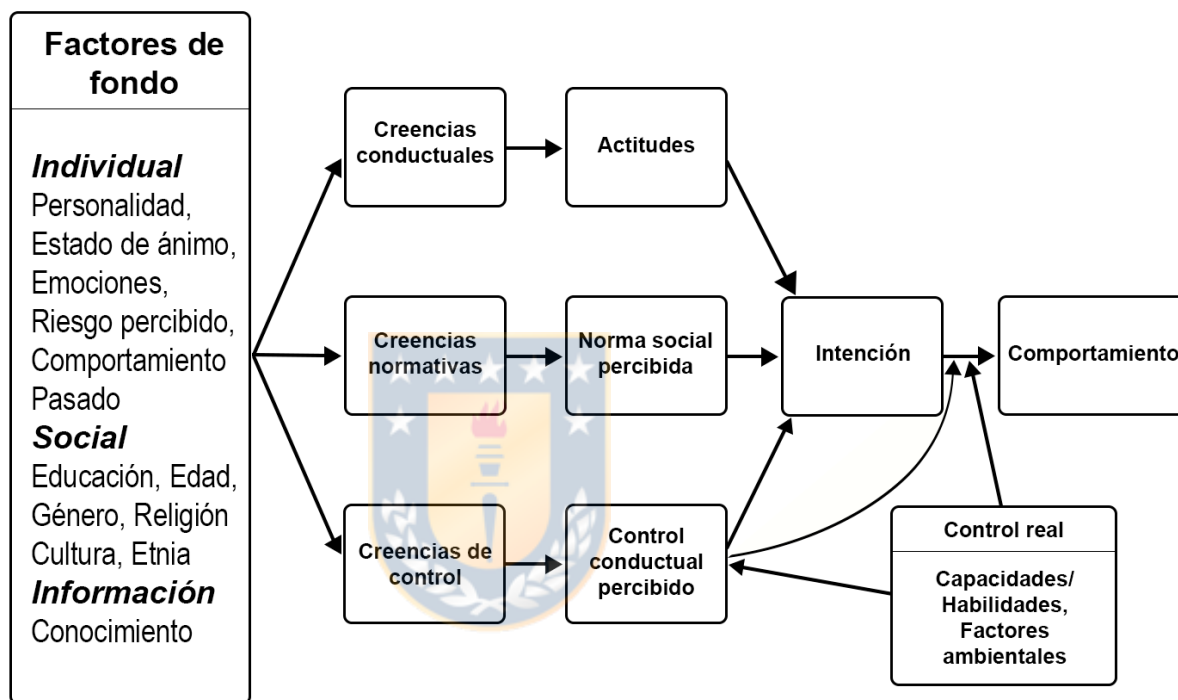 Factores de
fondo
Individual
Personalidad,
Estado de ánimo,
Emociones,
Riesgo percibido,
Comportamiento
Pasado
Social
Educación, Edad,
Género, Religión
Cultura, Etnia
Información
Conocimiento
Creencias
conductuales
Actitudes
Creencias
normativas
Norma social
percibida
Intención
Comportamiento
Creencias de
control
Control
conductual
percibido
Control real
Capacidades/
Habilidades,
Factores
ambientales